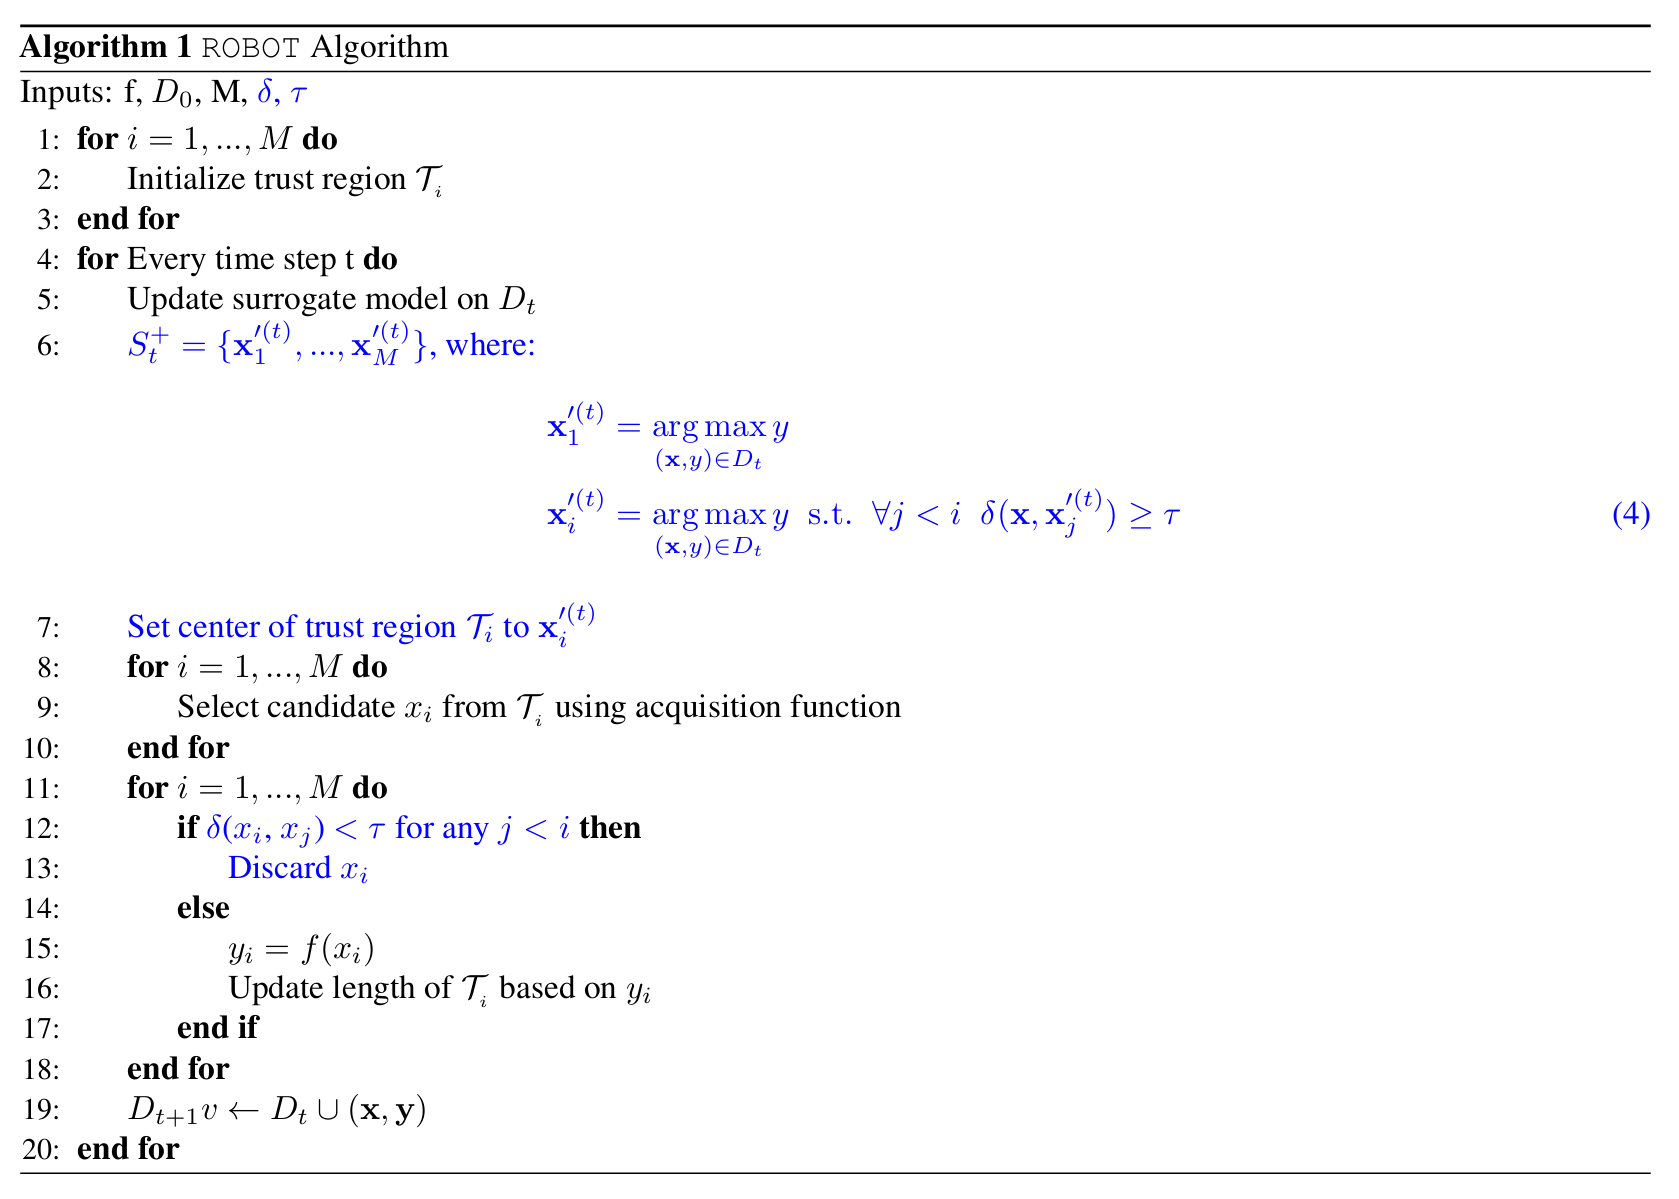 Algorithm 1 ROBOT Algorithm
Inputs: f, $D_0$, M, $\delta$, $\tau$
1: for $i = 1, ..., M$ do
2: Initialize trust region $\mathcal{T}_i$
3: end for
4: for Every time step t do
5: Update surrogate model on $D_t$
6: $S_t^+ = \{\mathbf{x}_1'^{(t)}, ..., \mathbf{x}_M'^{(t)}\}$, where:
$\mathbf{x}_1'^{(t)} = \underset{(\mathbf{x},y) \in D_t}{\arg\max}\, y$
$\mathbf{x}_i'^{(t)} = \underset{(\mathbf{x},y) \in D_t}{\arg\max}\, y \text{ s.t. } \forall j < i \;\; \delta(\mathbf{x}, \mathbf{x}_j'^{(t)}) \geq \tau$ (4)
7: Set center of trust region $\mathcal{T}_i$ to $\mathbf{x}_i'^{(t)}$
8: for $i = 1, ..., M$ do
9: Select candidate $x_i$ from $\mathcal{T}_i$ using acquisition function
10: end for
11: for $i = 1, ..., M$ do
12: if $\delta(x_i, x_j) < \tau$ for any $j < i$ then
13: Discard $x_i$
14: else
15: $y_i = f(x_i)$
16: Update length of $\mathcal{T}_i$ based on $y_i$
17: end if
18: end for
19: $D_{t+1}v \leftarrow D_t \cup (\mathbf{x}, \mathbf{y})$
20: end for